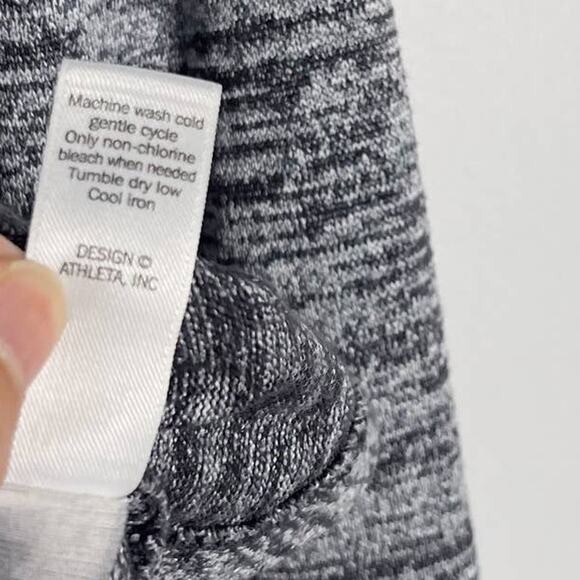 Machine wash cold
gentle cycle
Only non-chlorine
bleach when needed
Tumble dry low
Cool iron
DESIGN ©
ATHLETA, INC